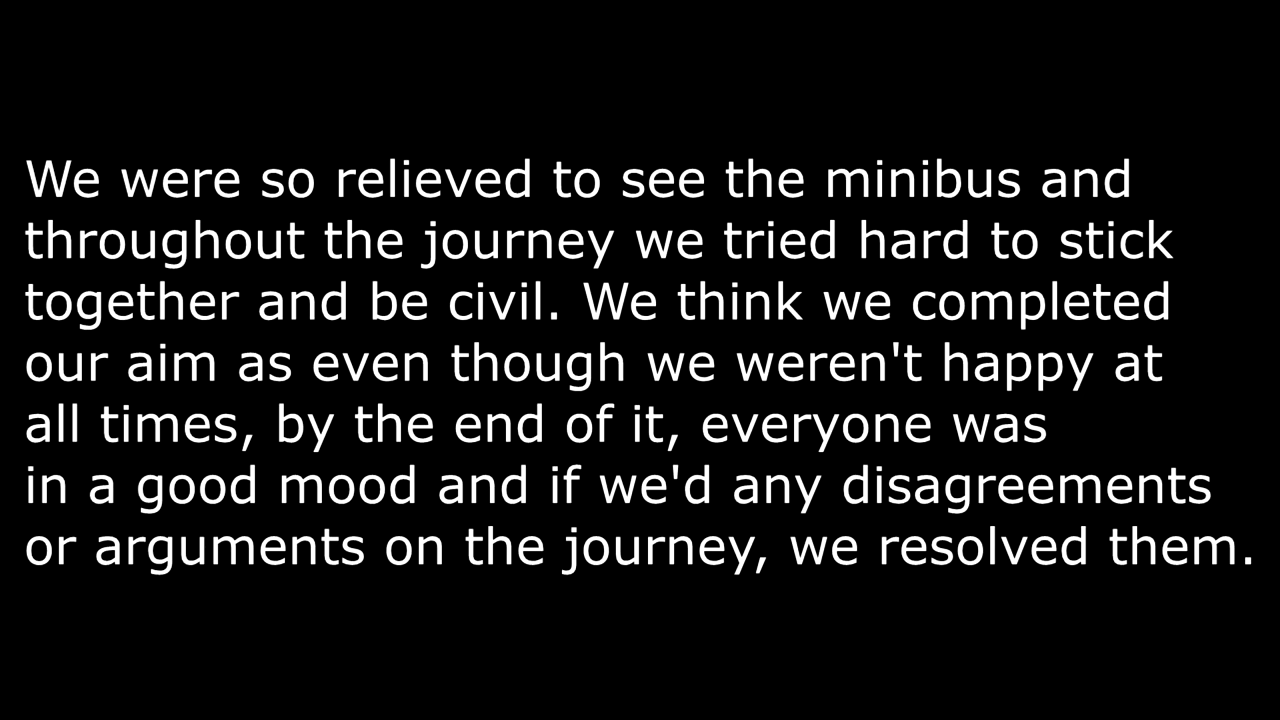 We were so relieved to see the minibus and
throughout the journey we tried hard to stick
together and be civil. We think we completed
our aim as even though we weren't happy at
all times, by the end of it, everyone was
in a good mood and if we'd any disagreements
or arguments on the journey, we resolved them.